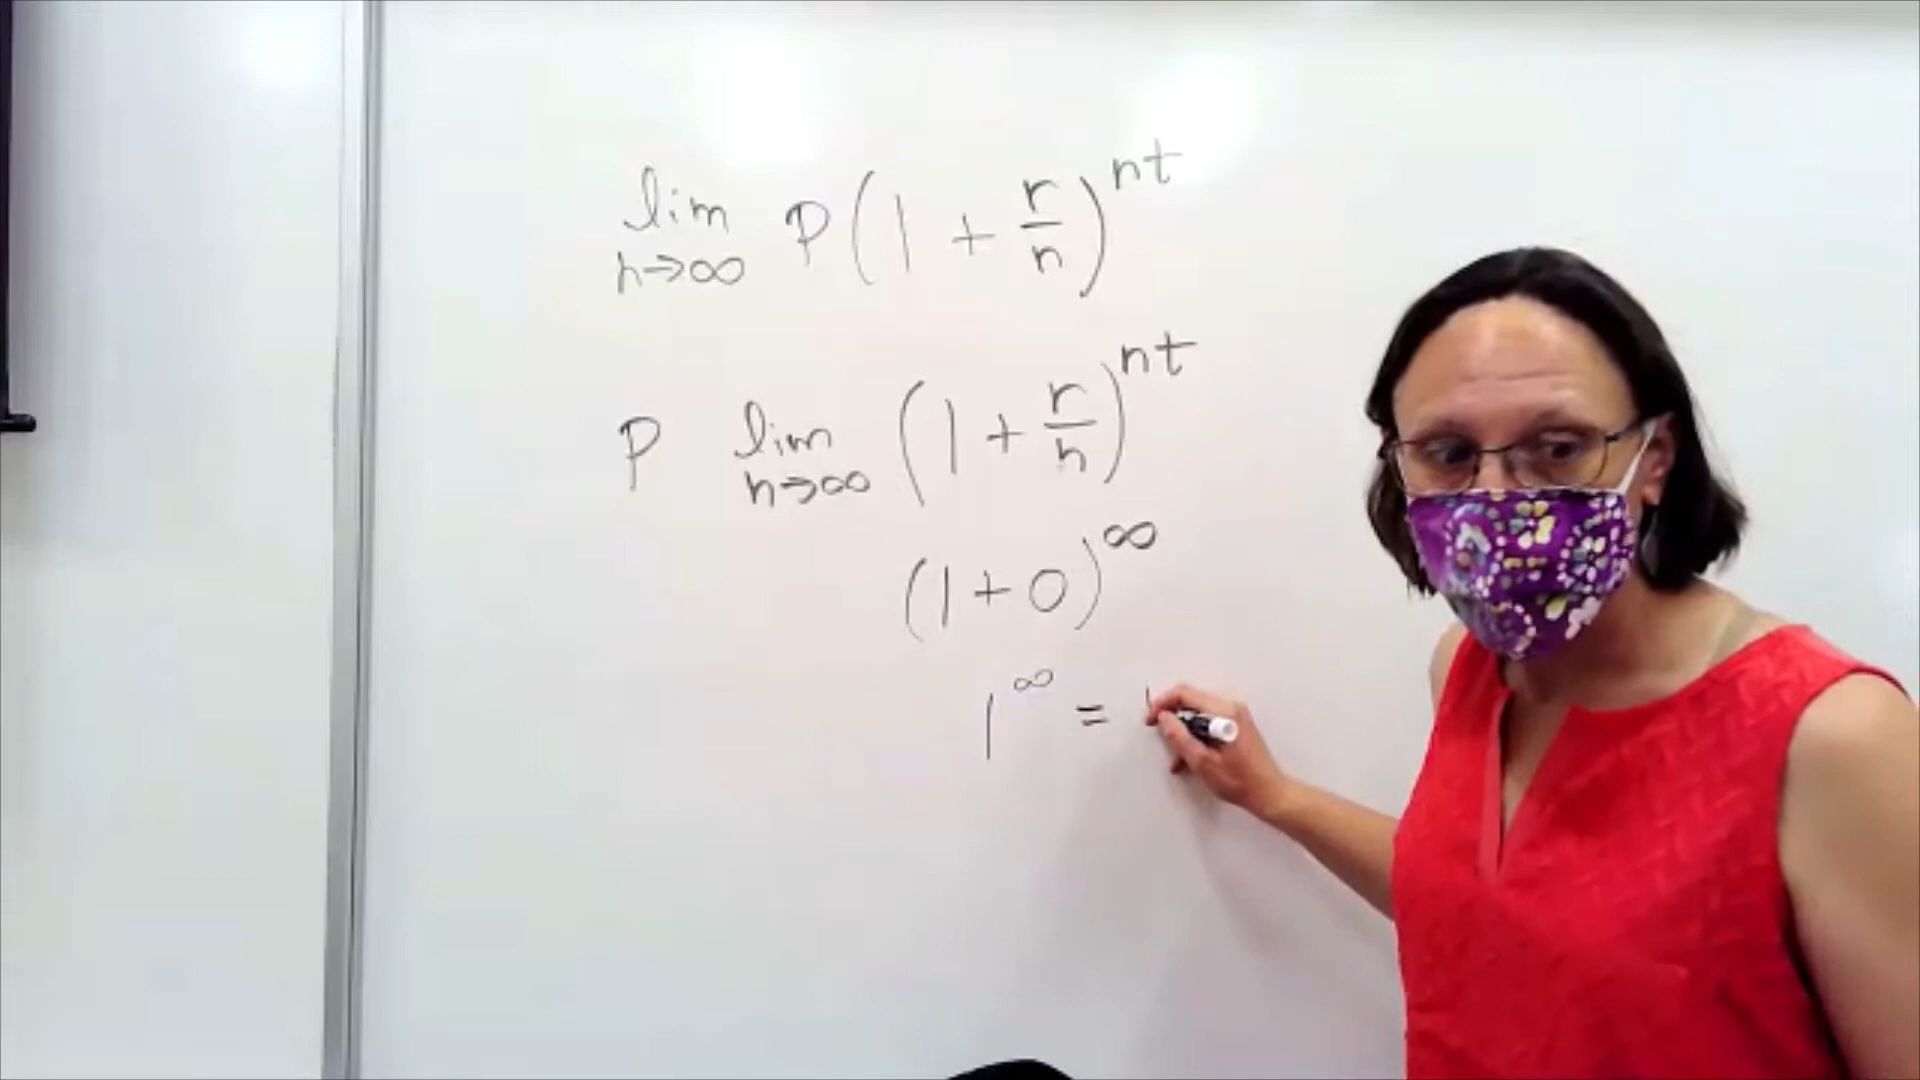 lim n→∞ P(1 + r/n)^nt
P lim n→∞ (1 + r/n)^nt
(1 + 0)^∞
1^∞ =